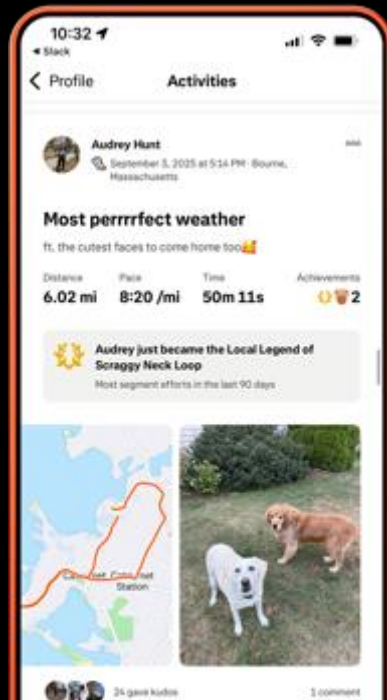 10:32
◀ Slack
Profile
Activities
Audrey Hunt
September 3, 2025 at 5:14 PM · Bourne,
Massachusetts
Most perrrrfect weather
ft. the cutest faces to come home too🥰
Distance Pace Time Achievements
6.02 mi 8:20 /mi 50m 11s 2
Audrey just became the Local Legend of
Scraggy Neck Loop
Most segment efforts in the last 90 days
Station
24 gave kudos
1 comment